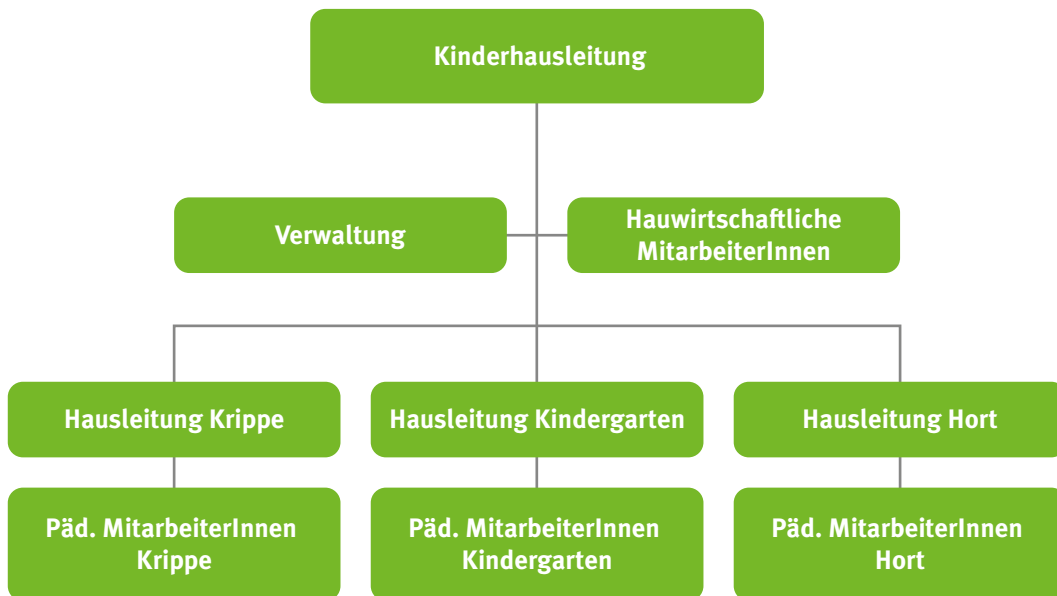 Kinderhausleitung
Verwaltung
Hauwirtschaftliche
MitarbeiterInnen
Hausleitung Krippe
Hausleitung Kindergarten
Hausleitung Hort
Päd. MitarbeiterInnen
Krippe
Päd. MitarbeiterInnen
Kindergarten
Päd. MitarbeiterInnen
Hort